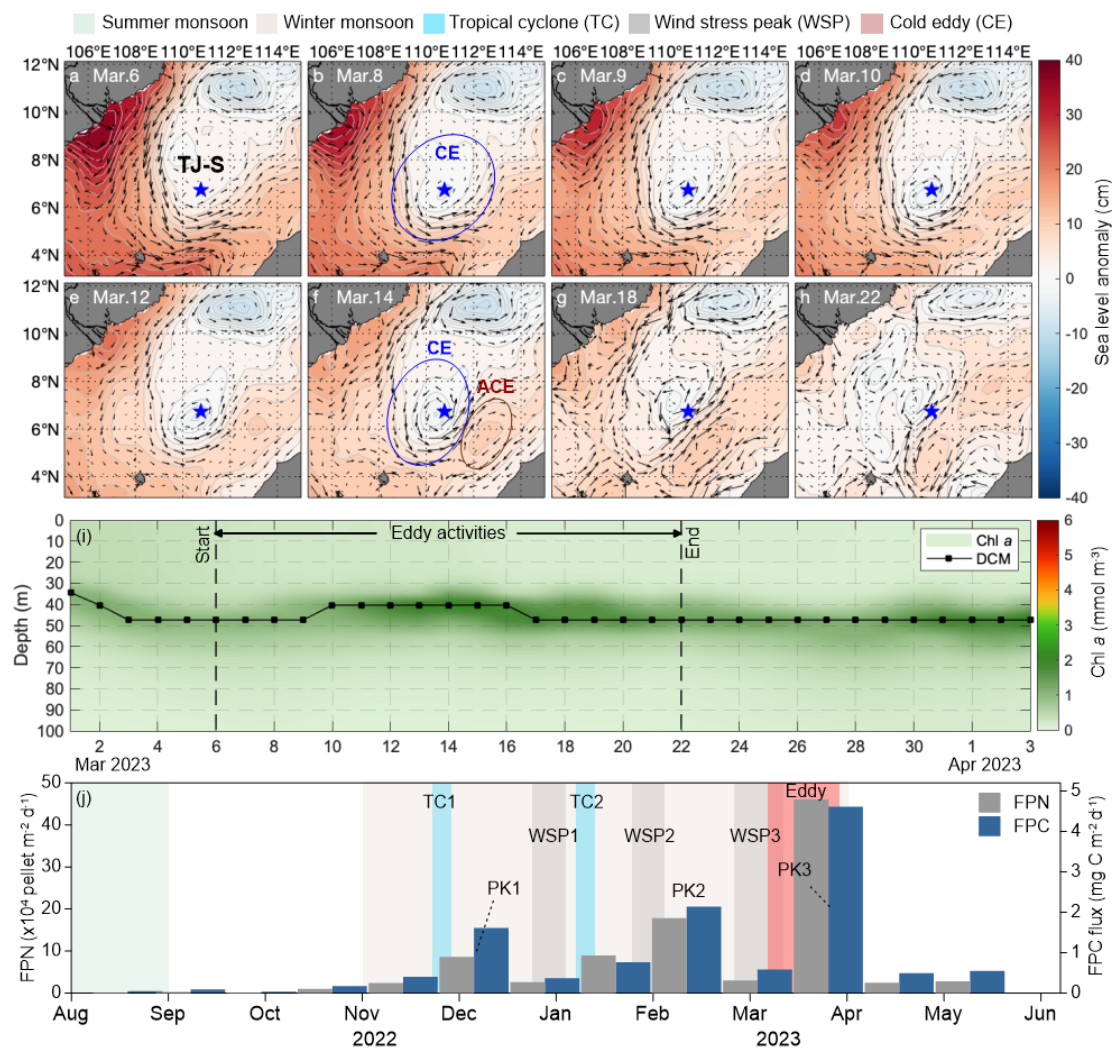 Summer monsoon Winter monsoon Tropical cyclone (TC) Wind stress peak (WSP) Cold eddy (CE)
106°E 108°E 110°E 112°E 114°E 106°E 108°E 110°E 112°E 114°E 106°E 108°E 110°E 112°E 114°E 106°E 108°E 110°E 112°E 114°E
12°N a Mar.6 b Mar.8 c Mar.9 d Mar.10 40
10°N 30
8°N TJ-S CE 20
6°N 10
4°N 0
Sea level anomaly (cm)
12°N e Mar.12 f Mar.14 g Mar.18 h Mar.22
10°N -10
8°N CE ACE -20
6°N -30
4°N -40
(i) Start Eddy activities End
Chl a
DCM
0 10 20 30 40 50 60 70 80 90 100
Depth (m)
6 5 4 3 2 1 0
Chl a (mmol m⁻³)
2 4 6 8 10 12 14 16 18 20 22 24 26 28 30 1 3
Mar 2023 Apr 2023
(j) TC1 TC2 Eddy FPN
WSP1 WSP2 WSP3 FPC
PK1 PK2 PK3
50 40 30 20 10 0
FPN (x10⁴ pellet m⁻² d⁻¹)
5 4 3 2 1 0
FPC flux (mg C m⁻² d⁻¹)
Aug Sep Oct Nov Dec Jan Feb Mar Apr May Jun
2022 2023